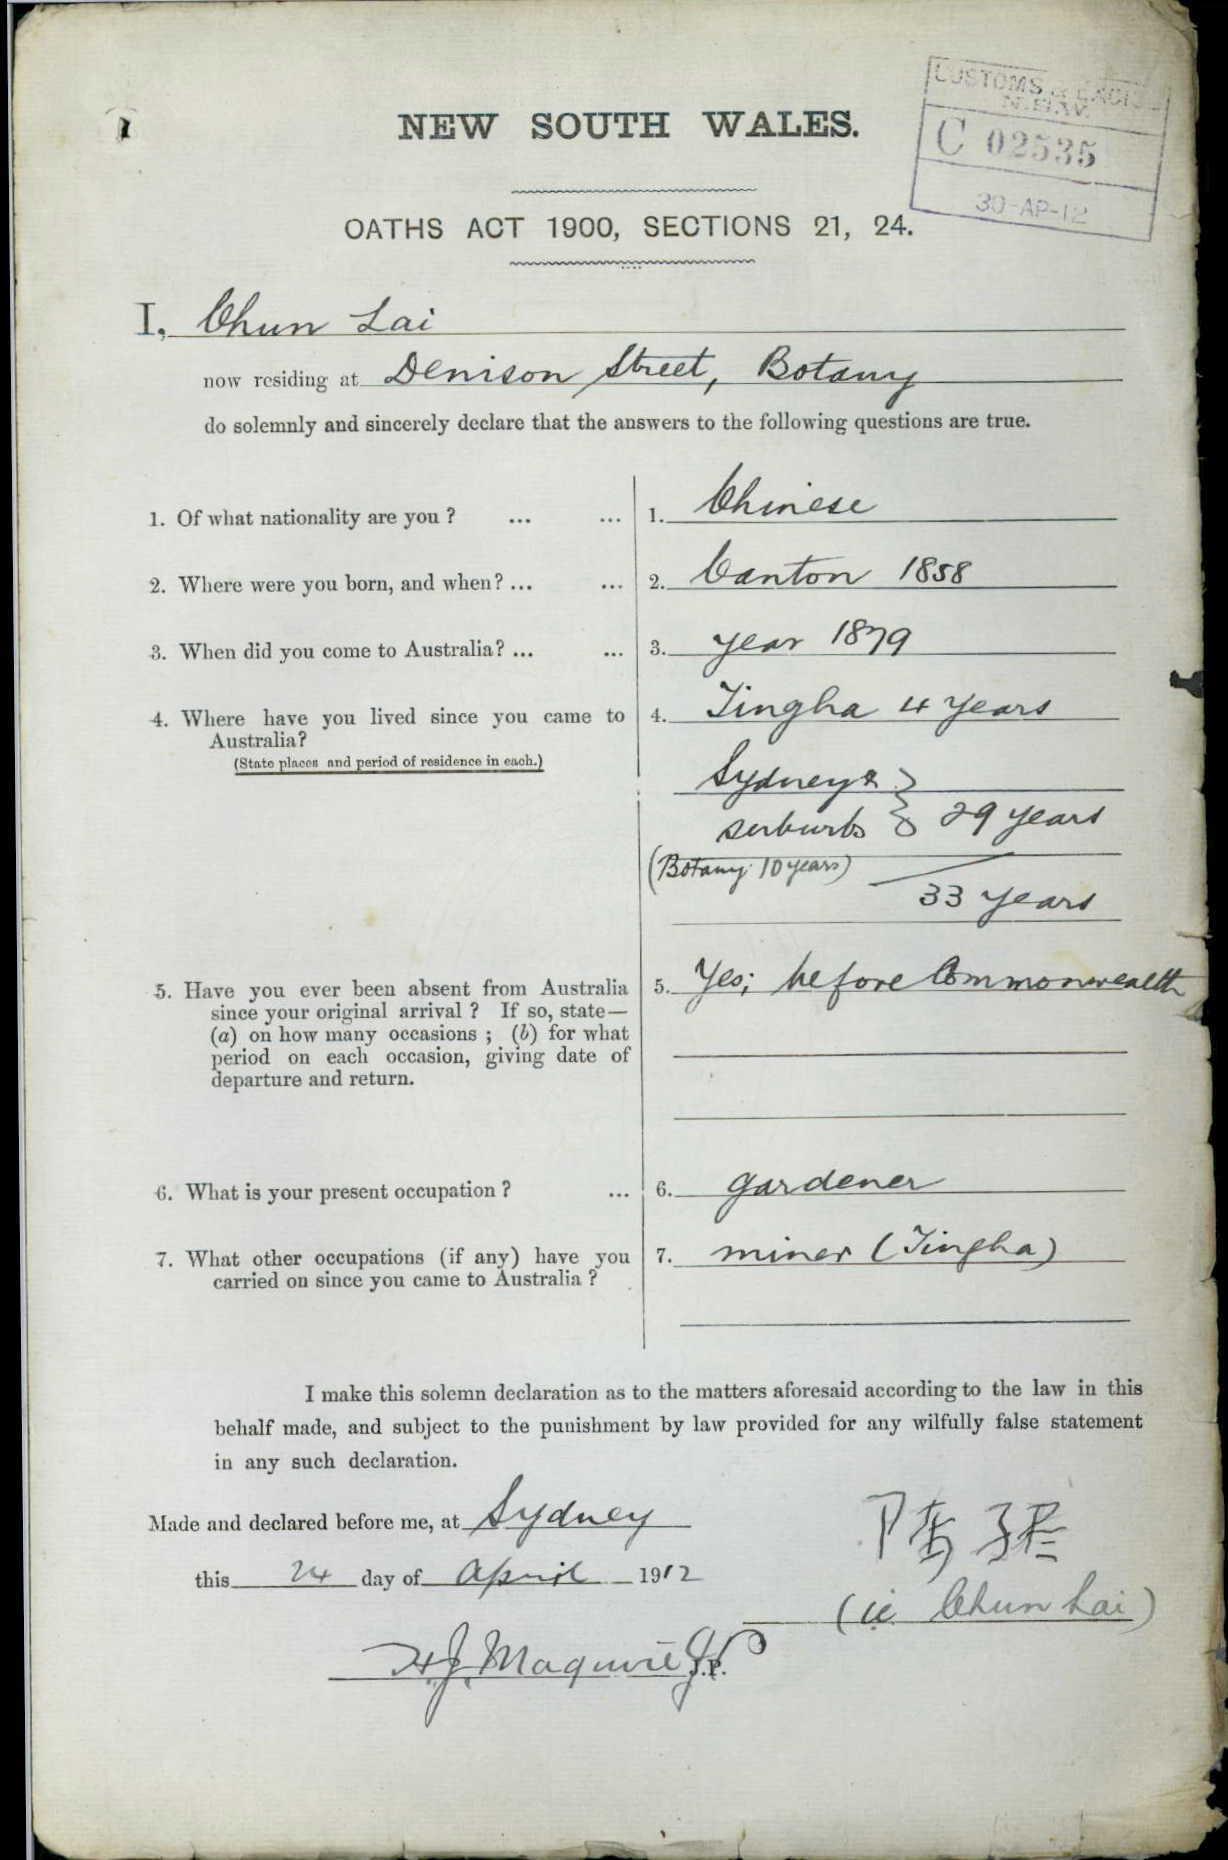 CUSTOMS & EXCISE
N.S.W.
C 02535
30-AP-12
1
NEW SOUTH WALES.
OATHS ACT 1900, SECTIONS 21, 24.
I, Chun Lai
now residing at Denison Street, Botany
do solemnly and sincerely declare that the answers to the following questions are true.
1. Of what nationality are you ? ... ... 1. Chinese
2. Where were you born, and when? ... ... 2. Canton 1858
3. When did you come to Australia? ... ... 3. year 1879
4. Where have you lived since you came to 4. Tingha 4 years
Australia?
(State places and period of residence in each.)
Sydney &
suburbs } 29 years
(Botany 10 years)
33 years
5. Have you ever been absent from Australia 5. Yes; before Commonwealth
since your original arrival ? If so, state—
(a) on how many occasions ; (b) for what
period on each occasion, giving date of
departure and return.
6. What is your present occupation ? ... 6. gardener
7. What other occupations (if any) have you 7. miner (Tingha)
carried on since you came to Australia ?
I make this solemn declaration as to the matters aforesaid according to the law in this
behalf made, and subject to the punishment by law provided for any wilfully false statement
in any such declaration.
Made and declared before me, at Sydney
this 24 day of April 1912
(ie Chun Lai)
H.J. Maguire JP
J.P.